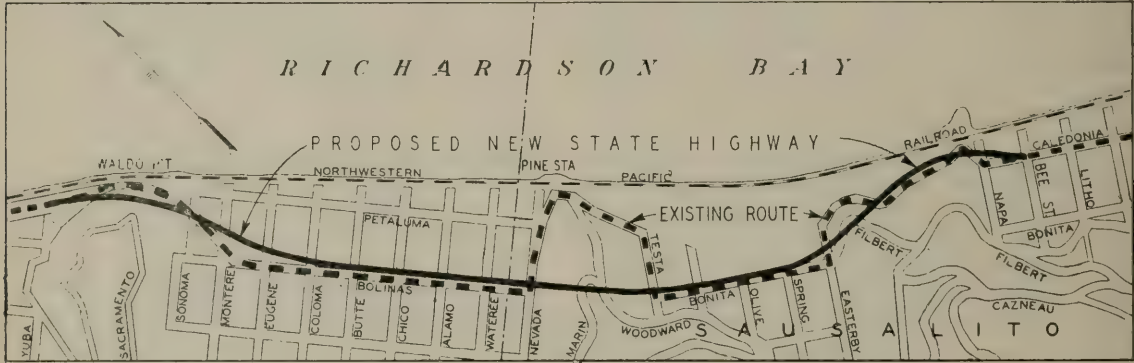 RICHARDSON BAY
PROPOSED NEW STATE HIGHWAY
RAILROAD
CALEDONIA
WALDO PT.
NORTHWESTERN
PINE STA
PACIFIC
BEE ST.
LITHO
NAPA
PETALUMA
EXISTING ROUTE
TESTA
FILBERT
BONITA
FILBERT
YUBA
SACRAMENTO
SONOMA
MONTEREY
EUGENE
COLOMA
BOLINAS
BUTTE
CHICO
ALAMO
WATEREE
NEVADA
MARIN
WOODWARD
BONITA
OLIVE
SPRING
EASTERBY
CAZNEAU
SAUSALITO